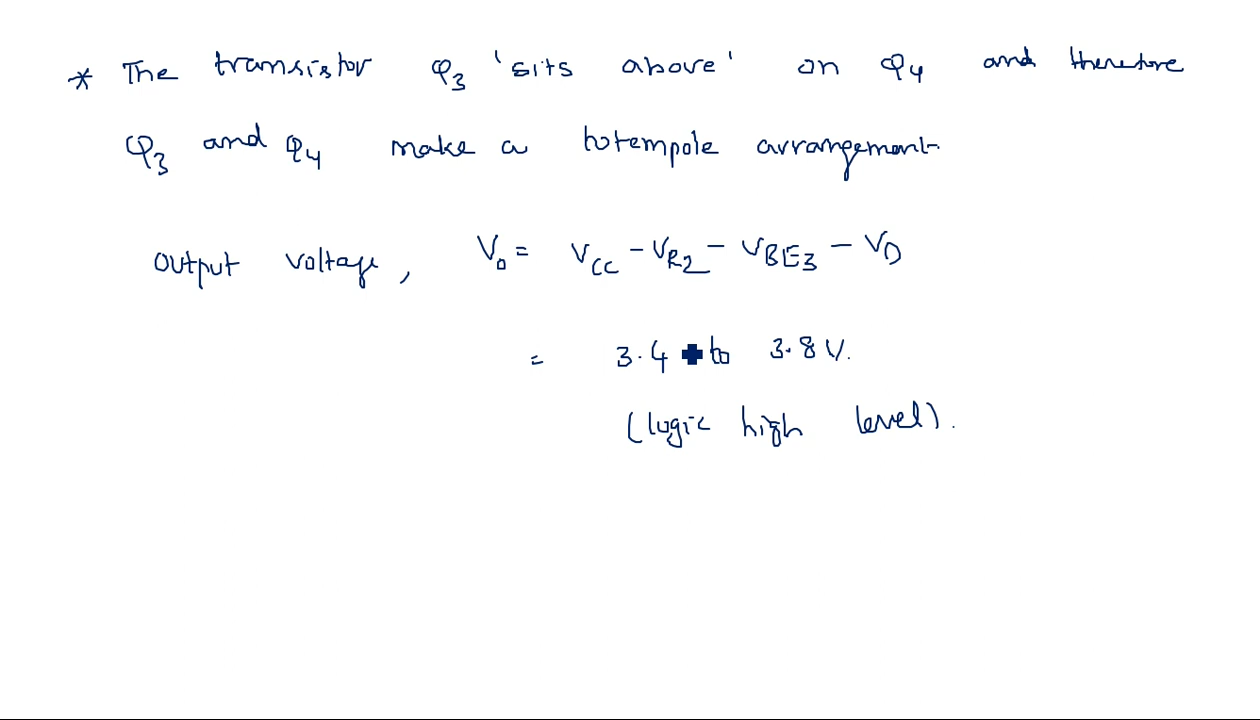 * The transistor Q3 'sits above' on Q4 and therefore
Q3 and Q4 make a totempole arrangement
output voltage, Vo = VCC - VR2 - VBE3 - VD
= 3.4 to 3.8 V.
(logic high level).